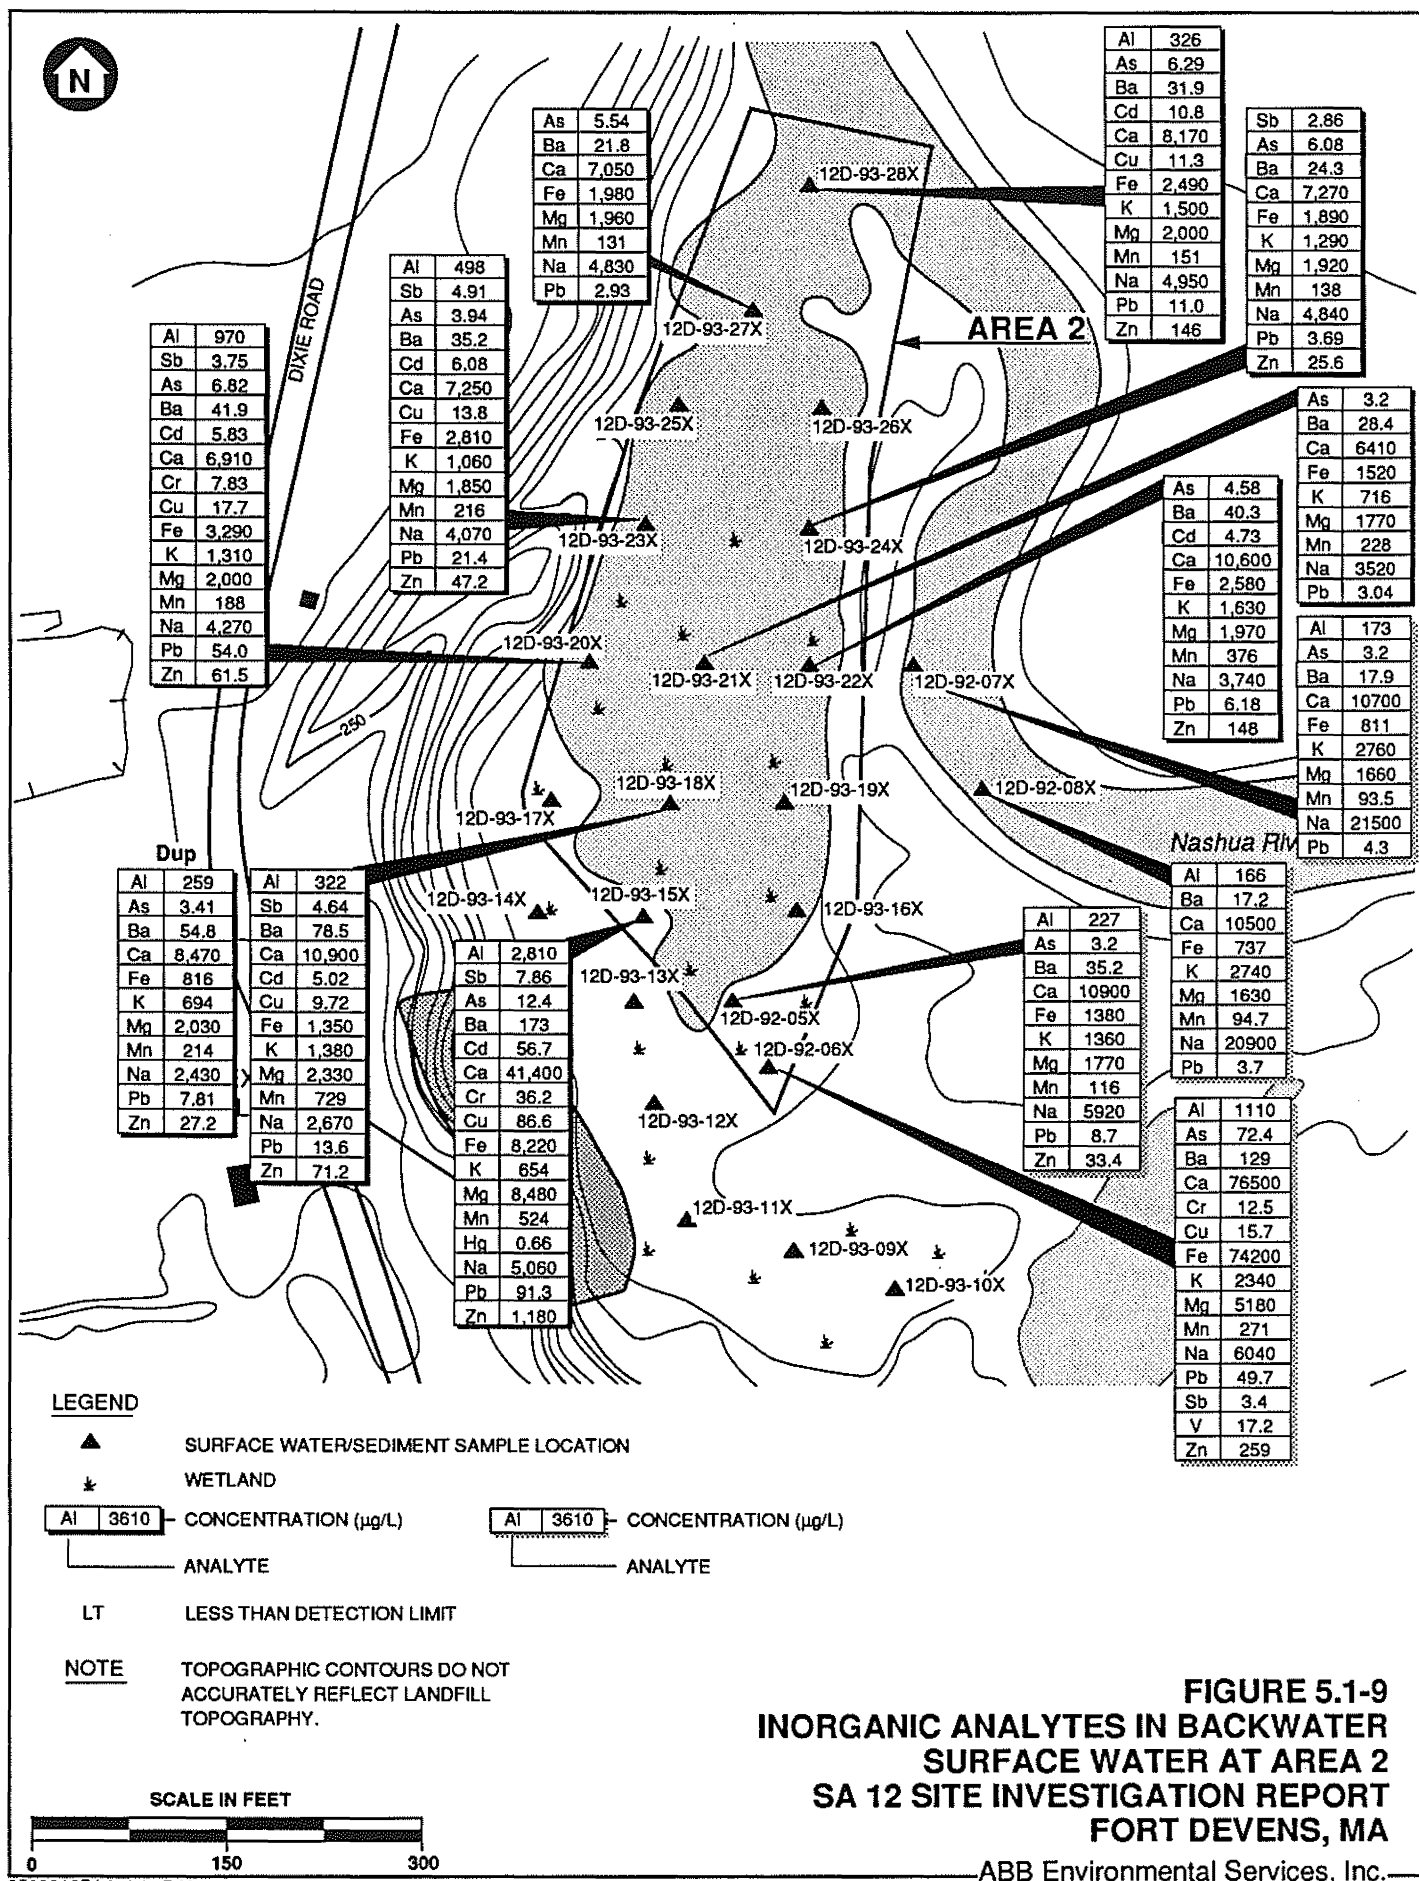 N
DIXIE ROAD
AREA 2
Nashua Riv
250
Dup
As 5.54
Ba 21.8
Ca 7,050
Fe 1,980
Mg 1,960
Mn 131
Na 4,830
Pb 2.93
Al 326
As 6.29
Ba 31.9
Cd 10.8
Ca 8,170
Cu 11.3
Fe 2,490
K 1,500
Mg 2,000
Mn 151
Na 4,950
Pb 11.0
Zn 146
Sb 2.86
As 6.08
Ba 24.3
Ca 7,270
Fe 1,890
K 1,290
Mg 1,920
Mn 138
Na 4,840
Pb 3.69
Zn 25.6
Al 498
Sb 4.91
As 3.94
Ba 35.2
Cd 6.08
Ca 7,250
Cu 13.8
Fe 2,810
K 1,060
Mg 1,850
Mn 216
Na 4,070
Pb 21.4
Zn 47.2
Al 970
Sb 3.75
As 6.82
Ba 41.9
Cd 5.83
Ca 6,910
Cr 7.83
Cu 17.7
Fe 3,290
K 1,310
Mg 2,000
Mn 188
Na 4,270
Pb 54.0
Zn 61.5
As 3.2
Ba 28.4
Ca 6410
Fe 1520
K 716
Mg 1770
Mn 228
Na 3520
Pb 3.04
As 4.58
Ba 40.3
Cd 4.73
Ca 10,600
Fe 2,580
K 1,630
Mg 1,970
Mn 376
Na 3,740
Pb 6.18
Zn 148
Al 173
As 3.2
Ba 17.9
Ca 10700
Fe 811
K 2760
Mg 1660
Mn 93.5
Na 21500
Pb 4.3
Al 166
Ba 17.2
Ca 10500
Fe 737
K 2740
Mg 1630
Mn 94.7
Na 20900
Pb 3.7
Al 259
As 3.41
Ba 54.8
Ca 8,470
Fe 816
K 694
Mg 2,030
Mn 214
Na 2,430
Pb 7.81
Zn 27.2
Al 322
Sb 4.64
Ba 78.5
Ca 10,900
Cd 5.02
Cu 9.72
Fe 1,350
K 1,380
Mg 2,330
Mn 729
Na 2,670
Pb 13.6
Zn 71.2
Al 2,810
Sb 7.86
As 12.4
Ba 173
Cd 56.7
Ca 41,400
Cr 36.2
Cu 86.6
Fe 8,220
K 654
Mg 8,480
Mn 524
Hg 0.66
Na 5,060
Pb 91.3
Zn 1,180
Al 227
As 3.2
Ba 35.2
Ca 10900
Fe 1380
K 1360
Mg 1770
Mn 116
Na 5920
Pb 8.7
Zn 33.4
Al 1110
As 72.4
Ba 129
Ca 76500
Cr 12.5
Cu 15.7
Fe 74200
K 2340
Mg 5180
Mn 271
Na 6040
Pb 49.7
Sb 3.4
V 17.2
Zn 259
12D-93-28X
12D-93-27X
12D-93-25X
12D-93-26X
12D-93-23X
12D-93-24X
12D-93-20X
12D-93-21X
12D-93-22X
12D-92-07X
12D-93-18X
12D-93-19X
12D-92-08X
12D-93-17X
12D-93-14X
12D-93-15X
12D-93-16X
12D-93-13X
12D-92-05X
12D-92-06X
12D-93-12X
12D-93-11X
12D-93-09X
12D-93-10X
LEGEND
SURFACE WATER/SEDIMENT SAMPLE LOCATION
WETLAND
Al 3610 CONCENTRATION (µg/L)
ANALYTE
Al 3610 CONCENTRATION (µg/L)
ANALYTE
LT LESS THAN DETECTION LIMIT
NOTE TOPOGRAPHIC CONTOURS DO NOT
ACCURATELY REFLECT LANDFILL
TOPOGRAPHY.
SCALE IN FEET
0 150 300
FIGURE 5.1-9
INORGANIC ANALYTES IN BACKWATER
SURFACE WATER AT AREA 2
SA 12 SITE INVESTIGATION REPORT
FORT DEVENS, MA
ABB Environmental Services, Inc.